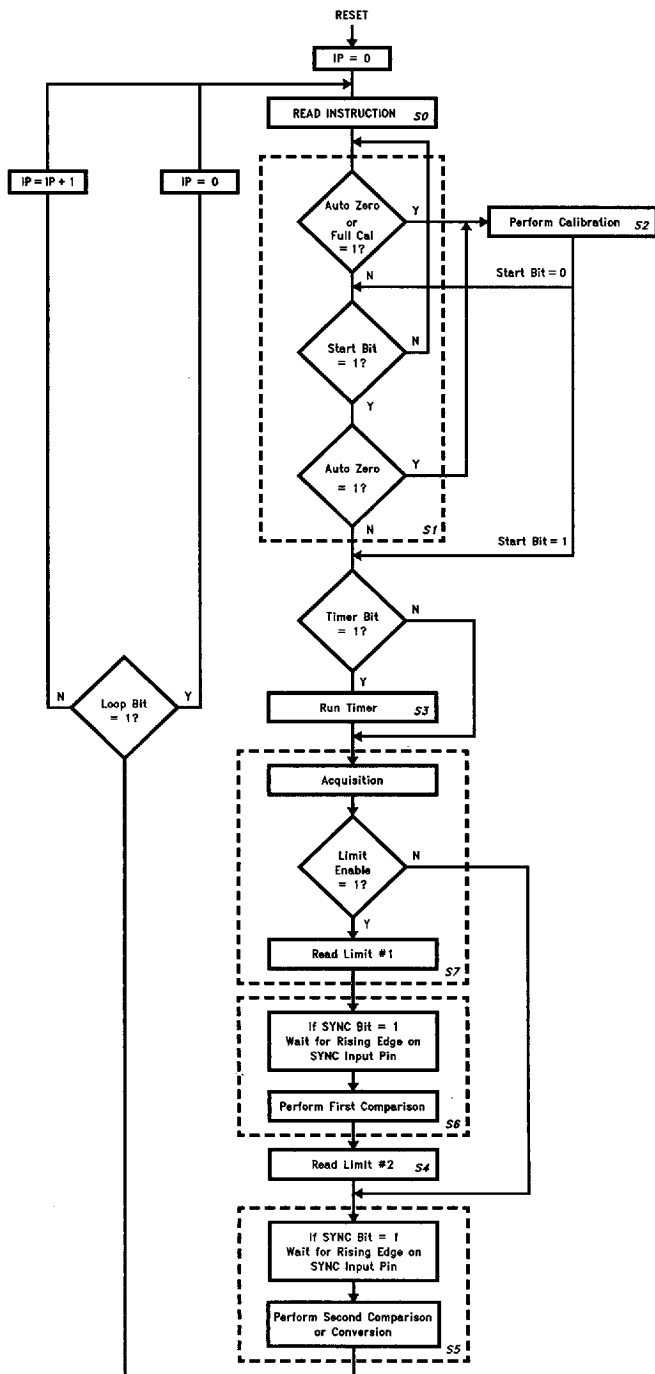 RESET
IP = 0
READ INSTRUCTION S0
IP = IP + 1
IP = 0
Auto Zero
or
Full Cal
= 1?
Y
Perform Calibration S2
N
Start Bit = 0
Start Bit
= 1?
N
Y
Auto Zero
= 1?
Y
N
S1
Start Bit = 1
Timer Bit
= 1?
N
Y
Run Timer S3
N
Loop Bit
= 1?
Y
Acquisition
Limit
Enable
= 1?
N
Y
Read Limit #1
S7
If SYNC Bit = 1
Wait for Rising Edge on
SYNC Input Pin
Perform First Comparison
S6
Read Limit #2 S4
If SYNC Bit = 1
Wait for Rising Edge on
SYNC Input Pin
Perform Second Comparison
or Conversion
S5